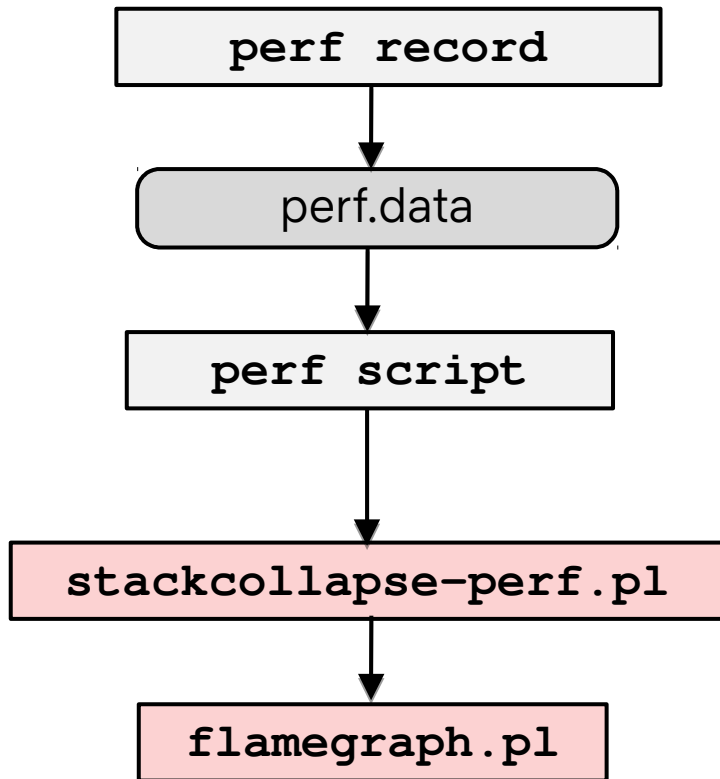 perf record
perf.data
perf script
stackcollapse-perf.pl
flamegraph.pl